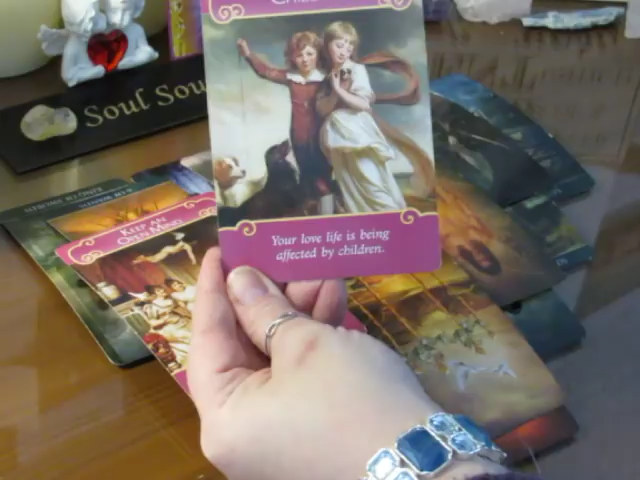 Soul Sou
KEEP AN
OPEN MIND
Your love life is being
affected by children.